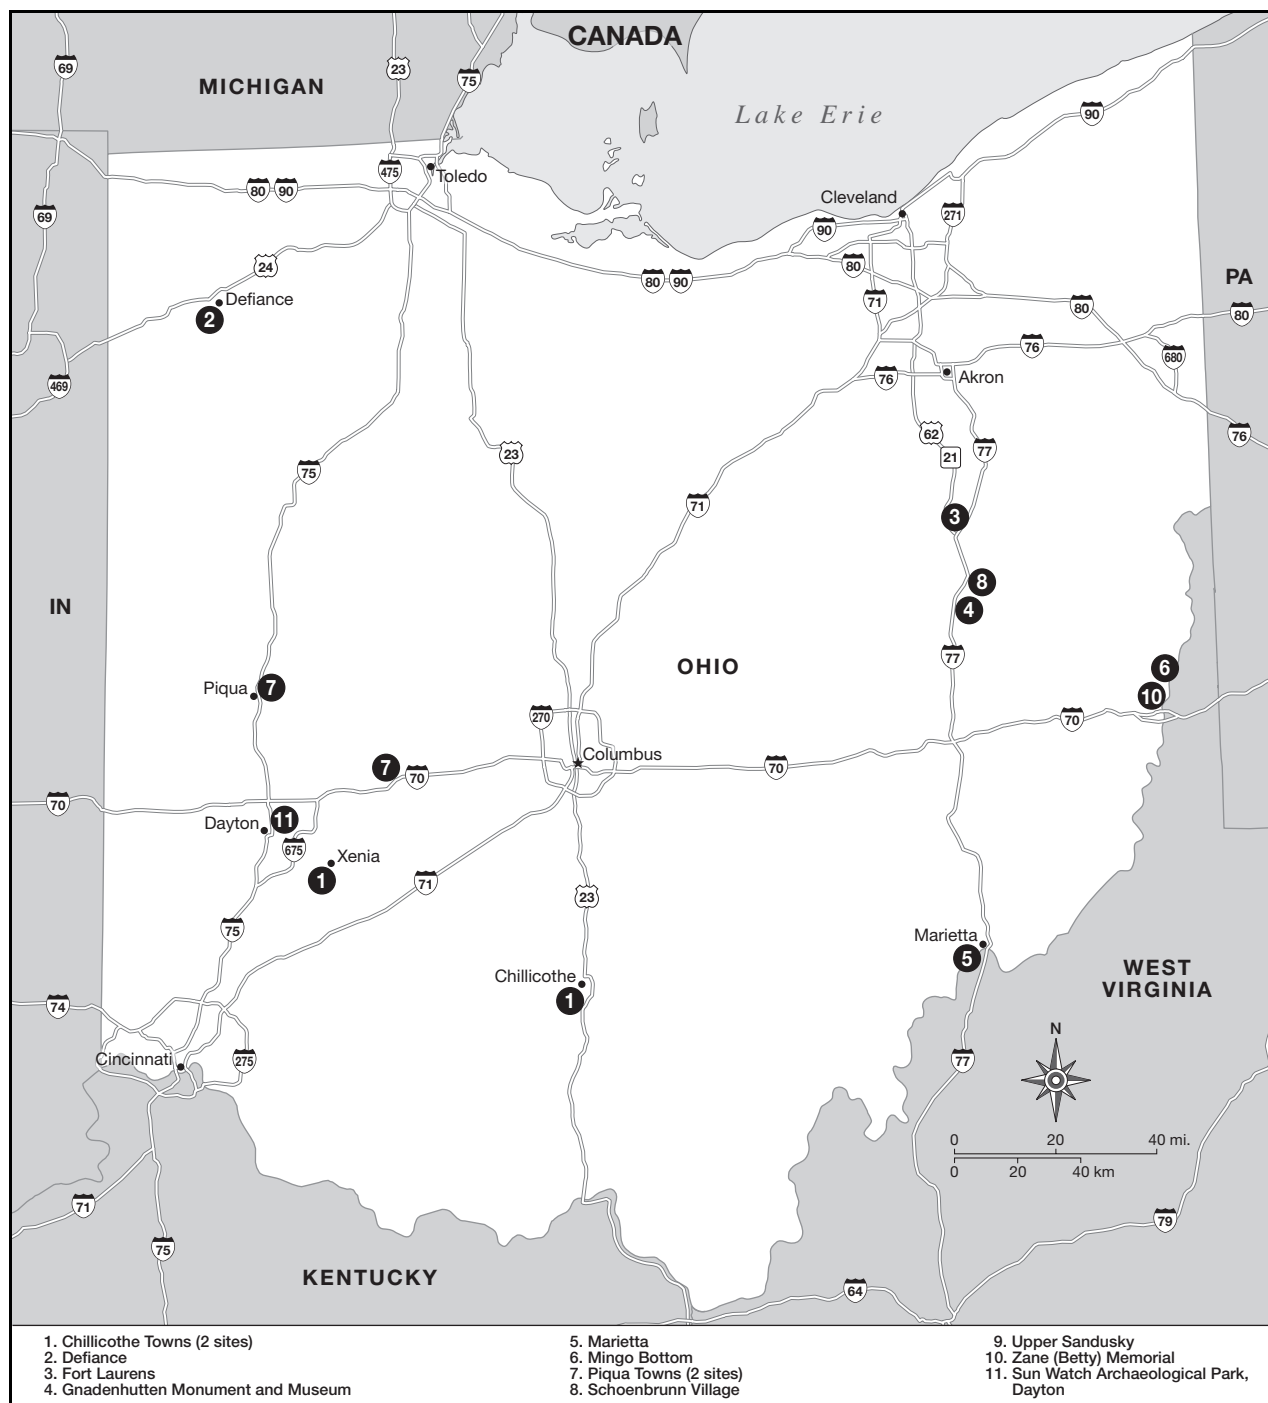 CANADA
69
23
75
MICHIGAN
Lake Erie
90
475
Toledo
80 90
Cleveland
69
90
271
24
80
80 90
PA
Defiance
71
80
80
2
76
680
469
76
Akron
62
76
23
21
77
75
71
3
8
IN
4
77
OHIO
6
Piqua
7
10
270
70
Columbus
7
70
70
70
Dayton
11
675
Xenia
1
71
23
75
Marietta
5
Chillicothe
WEST
VIRGINIA
1
74
N
Cincinnati
275
77
0 20 40 mi.
0 20 40 km
71
79
75
KENTUCKY
64
1. Chillicothe Towns (2 sites)
2. Defiance
3. Fort Laurens
4. Gnadenhutten Monument and Museum
5. Marietta
6. Mingo Bottom
7. Piqua Towns (2 sites)
8. Schoenbrunn Village
9. Upper Sandusky
10. Zane (Betty) Memorial
11. Sun Watch Archaeological Park,
Dayton